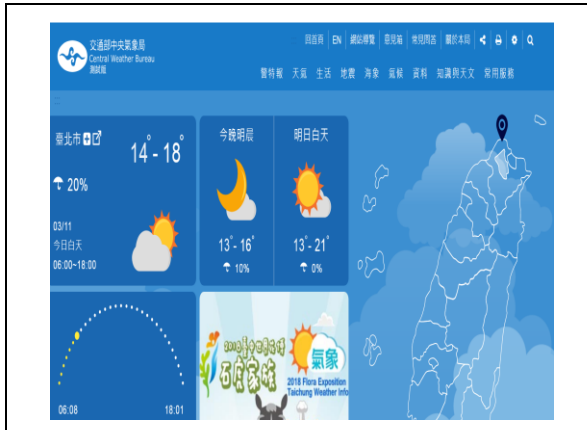 交通部中央氣象局
Central Weather Bureau
測試版
回首頁 EN 網站導覽 意見箱 常見問答 關於本局
警特報 天氣 生活 地震 海象 氣候 資料 知識與天文 常用服務
臺北市
14°- 18°
20%
03/11
今日白天
06:00~18:00
今晚明晨
13°- 16°
10%
明日白天
13°- 21°
0%
06:08
18:01
石虎家族
氣象
2018 Flora Exposition
Taichung Weather Info